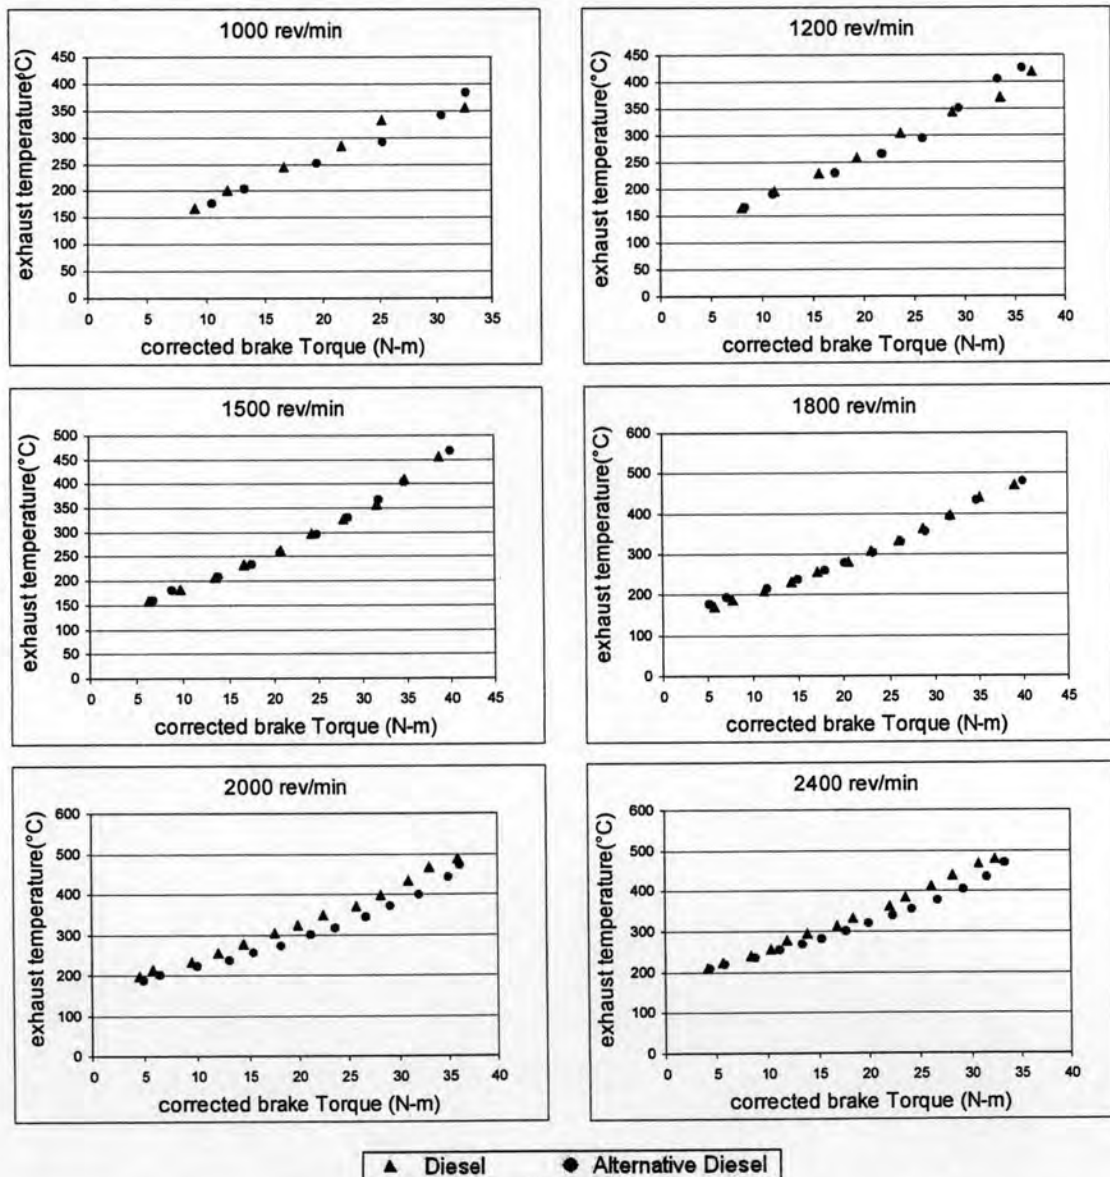 1000 rev/min
exhaust temperature(°C)
450
400
350
300
250
200
150
100
50
0
0 5 10 15 20 25 30 35
corrected brake Torque (N-m)
1200 rev/min
exhaust temperature(°C)
450
400
350
300
250
200
150
100
50
0
0 5 10 15 20 25 30 35 40
corrected brake Torque (N-m)
1500 rev/min
exhaust temperature(°C)
500
450
400
350
300
250
200
150
100
50
0
0 5 10 15 20 25 30 35 40 45
corrected brake Torque (N-m)
1800 rev/min
exhaust temperature(°C)
600
500
400
300
200
100
0
0 5 10 15 20 25 30 35 40 45
corrected brake Torque (N-m)
2000 rev/min
exhaust temperature(°C)
600
500
400
300
200
100
0
0 5 10 15 20 25 30 35 40
corrected brake Torque (N-m)
2400 rev/min
exhaust temperature(°C)
600
500
400
300
200
100
0
0 5 10 15 20 25 30 35 40
corrected brake Torque (N-m)
Diesel Alternative Diesel